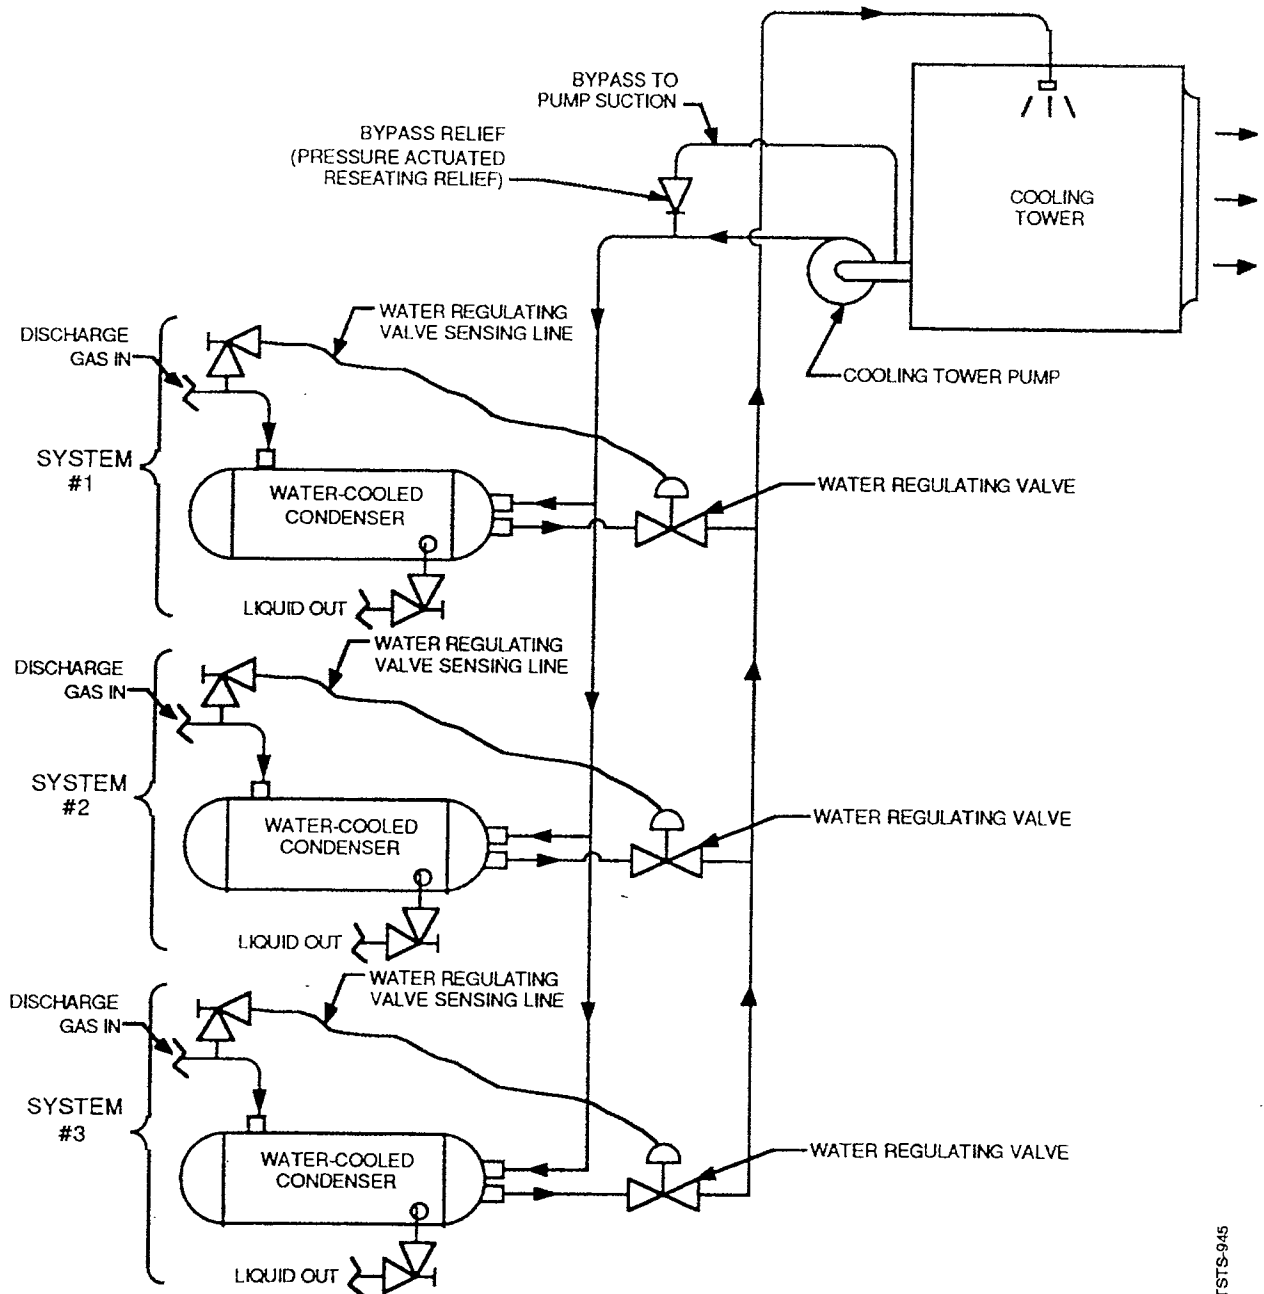 BYPASS TO
PUMP SUCTION
BYPASS RELIEF
(PRESSURE ACTUATED
RESEATING RELIEF)
COOLING
TOWER
COOLING TOWER PUMP
WATER REGULATING
VALVE SENSING LINE
DISCHARGE
GAS IN
SYSTEM
#1
WATER-COOLED
CONDENSER
WATER REGULATING VALVE
LIQUID OUT
WATER REGULATING
VALVE SENSING LINE
DISCHARGE
GAS IN
SYSTEM
#2
WATER-COOLED
CONDENSER
WATER REGULATING VALVE
LIQUID OUT
WATER REGULATING
VALVE SENSING LINE
DISCHARGE
GAS IN
SYSTEM
#3
WATER-COOLED
CONDENSER
WATER REGULATING VALVE
LIQUID OUT
TSTS-945